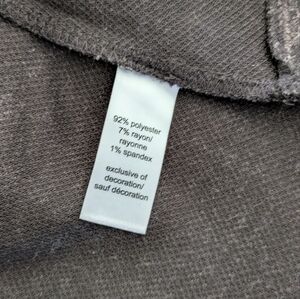 92% polyester
7% rayon/
rayonne
1% spandex
exclusive of
decoration/
sauf décoration